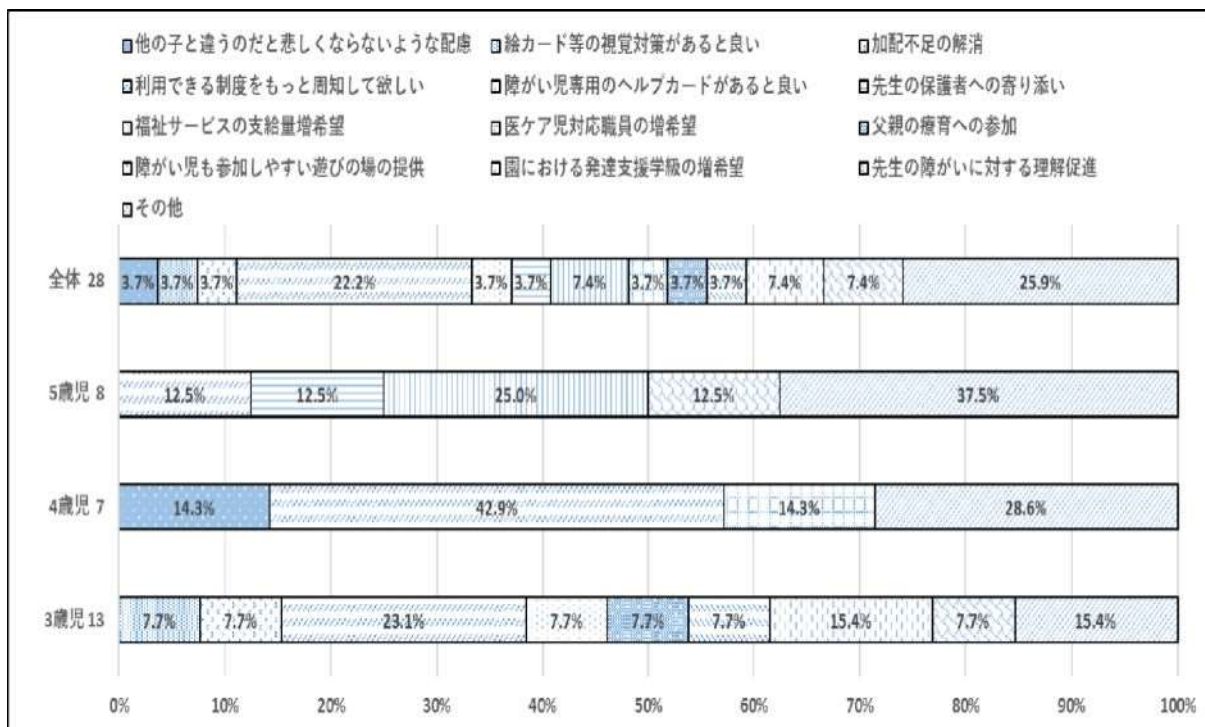 他の子と違うのだと悲しくならないような配慮 絵カード等の視覚対策があると良い 加配不足の解消
利用できる制度をもっと周知して欲しい 障がい児専用のヘルプカードがあると良い 先生の保護者への寄り添い
福祉サービスの支給量増希望 医ケア児対応職員の増希望 父親の療育への参加
障がい児も参加しやすい遊びの場の提供 園における発達支援学級の増希望 先生の障がいに対する理解促進
その他
全体 28 3.7% 3.7% 3.7% 22.2% 3.7% 3.7% 7.4% 3.7% 3.7% 3.7% 7.4% 7.4% 25.9%
5歳児 8 12.5% 12.5% 25.0% 12.5% 37.5%
4歳児 7 14.3% 42.9% 14.3% 28.6%
3歳児 13 7.7% 7.7% 23.1% 7.7% 7.7% 7.7% 15.4% 7.7% 15.4%
0% 10% 20% 30% 40% 50% 60% 70% 80% 90% 100%